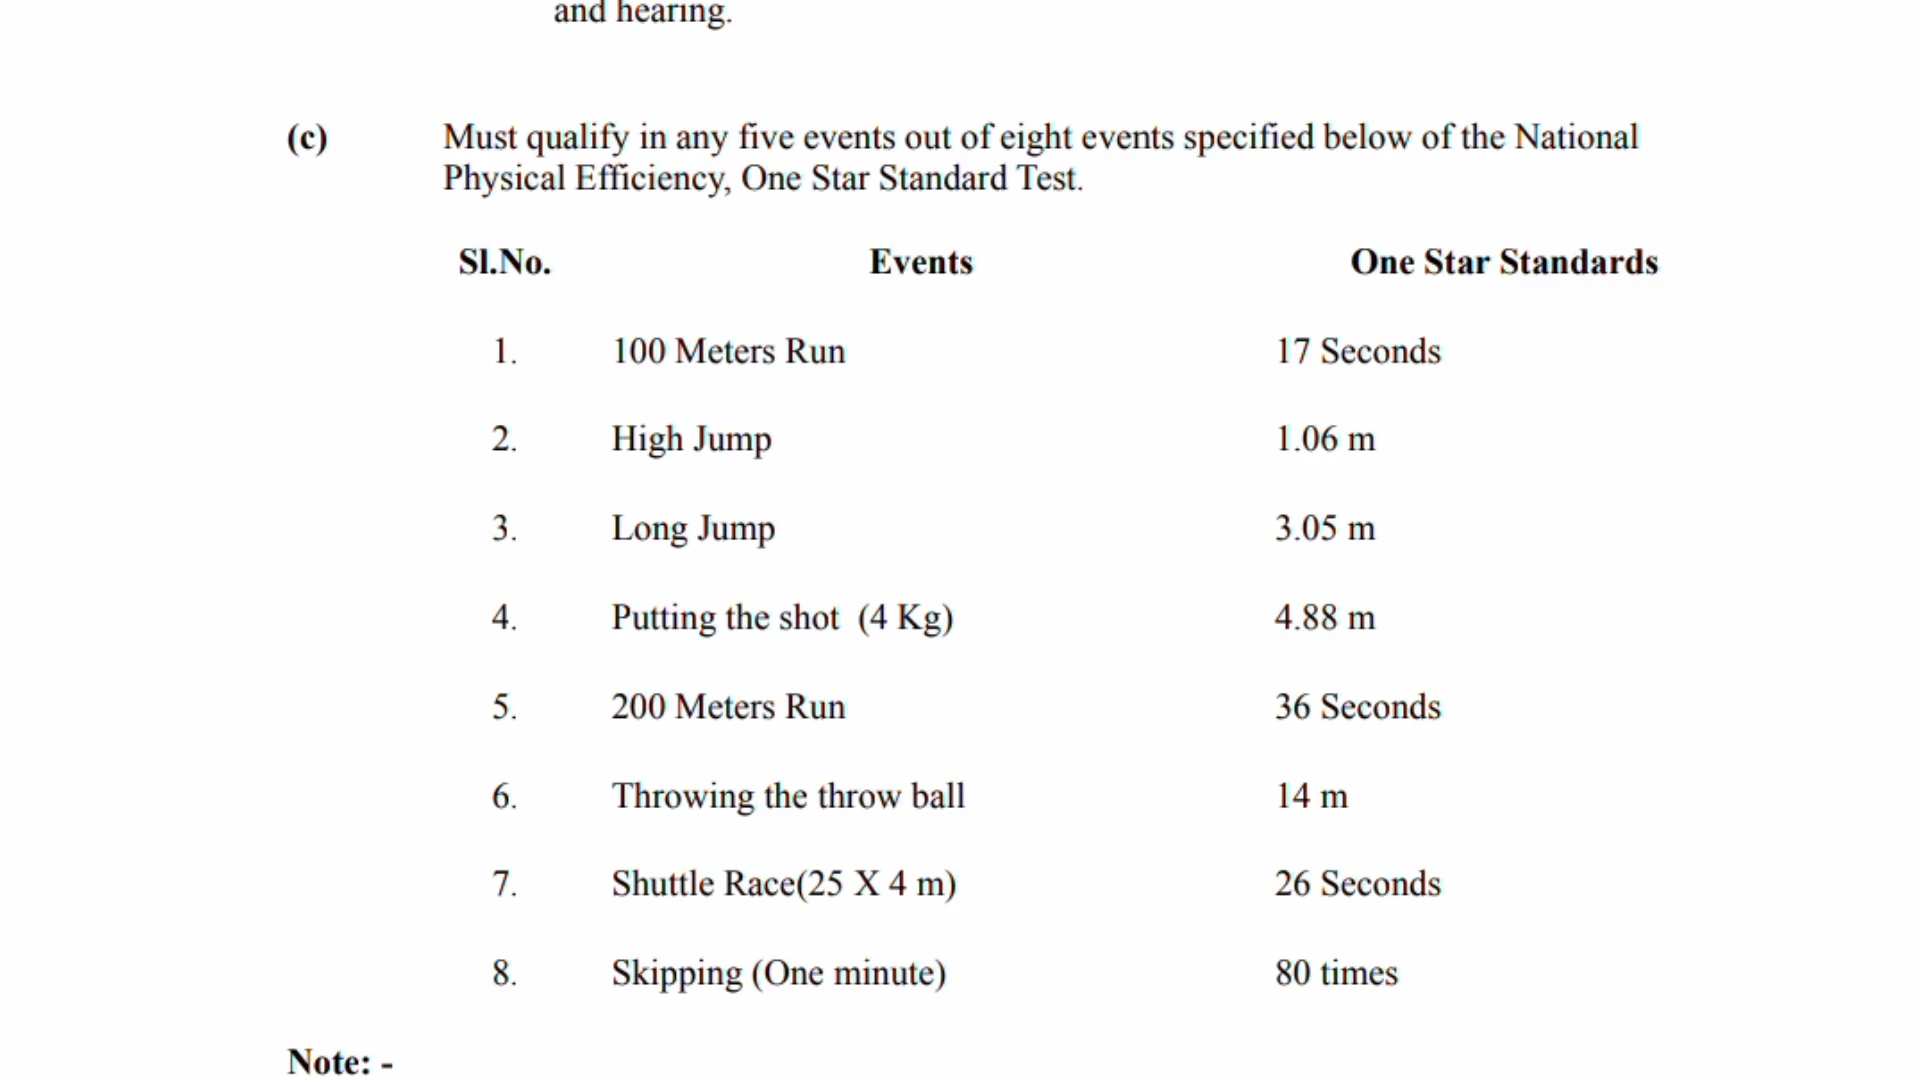 and hearing.
(c) Must qualify in any five events out of eight events specified below of the National
Physical Efficiency, One Star Standard Test.
Sl.No. Events One Star Standards
1. 100 Meters Run 17 Seconds
2. High Jump 1.06 m
3. Long Jump 3.05 m
4. Putting the shot (4 Kg) 4.88 m
5. 200 Meters Run 36 Seconds
6. Throwing the throw ball 14 m
7. Shuttle Race(25 X 4 m) 26 Seconds
8. Skipping (One minute) 80 times
Note: -